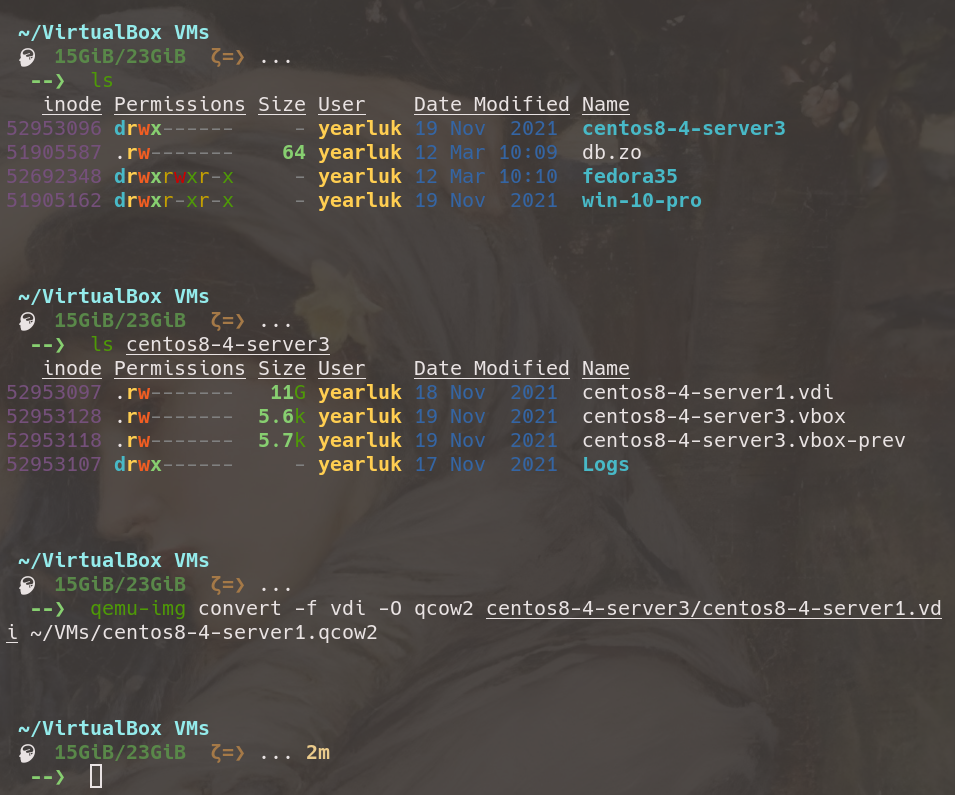 ~/VirtualBox VMs
15GiB/23GiB ζ=❯ ...
--❯ ls
inode Permissions Size User Date Modified Name
52953096 drwx------ - yearluk 19 Nov 2021 centos8-4-server3
51905587 .rw------- 64 yearluk 12 Mar 10:09 db.zo
52692348 drwxrwxr-x - yearluk 12 Mar 10:10 fedora35
51905162 drwxr-xr-x - yearluk 19 Nov 2021 win-10-pro
~/VirtualBox VMs
15GiB/23GiB ζ=❯ ...
--❯ ls centos8-4-server3
inode Permissions Size User Date Modified Name
52953097 .rw------- 11G yearluk 18 Nov 2021 centos8-4-server1.vdi
52953128 .rw------- 5.6k yearluk 19 Nov 2021 centos8-4-server3.vbox
52953118 .rw------- 5.7k yearluk 19 Nov 2021 centos8-4-server3.vbox-prev
52953107 drwx------ - yearluk 17 Nov 2021 Logs
~/VirtualBox VMs
15GiB/23GiB ζ=❯ ...
--❯ qemu-img convert -f vdi -O qcow2 centos8-4-server3/centos8-4-server1.vd
i ~/VMs/centos8-4-server1.qcow2
~/VirtualBox VMs
15GiB/23GiB ζ=❯ ... 2m
--❯